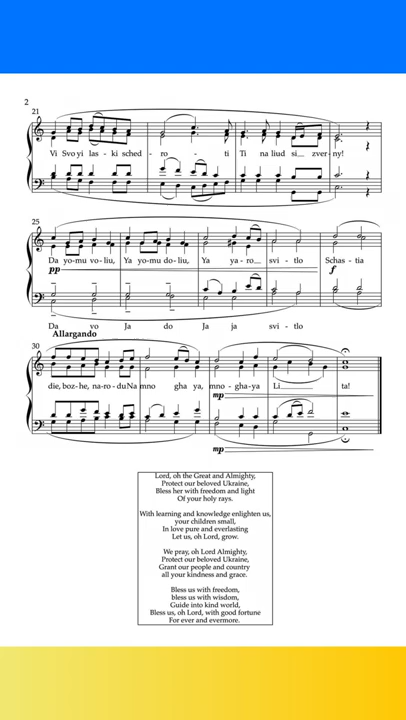 2
21
Vi Svo yi las - ki sched - ro - ti Ti na liud si__ zver - ny!
25
Da yo-mu vo-liu, Ya yo-mu do-liu, Ya ya-ro__ svi - tlo Schas-tia
pp f
Da vo Ja do Ja ja svi-tlo
Allargando
30
die, boz-he, na-ro-du Na mno gha ya, mno-gha-ya Li__ ta!
mp
mp
Lord, oh the Great and Almighty,
Protect our beloved Ukraine,
Bless her with freedom and light
Of your holy rays.
With learning and knowledge enlighten us,
your children small,
In love pure and everlasting
Let us, oh Lord, grow.
We pray, oh Lord Almighty,
Protect our beloved Ukraine,
Grant our people and country
all your kindness and grace.
Bless us with freedom,
bless us with wisdom,
Guide into kind world,
Bless us, oh Lord, with good fortune
For ever and evermore.